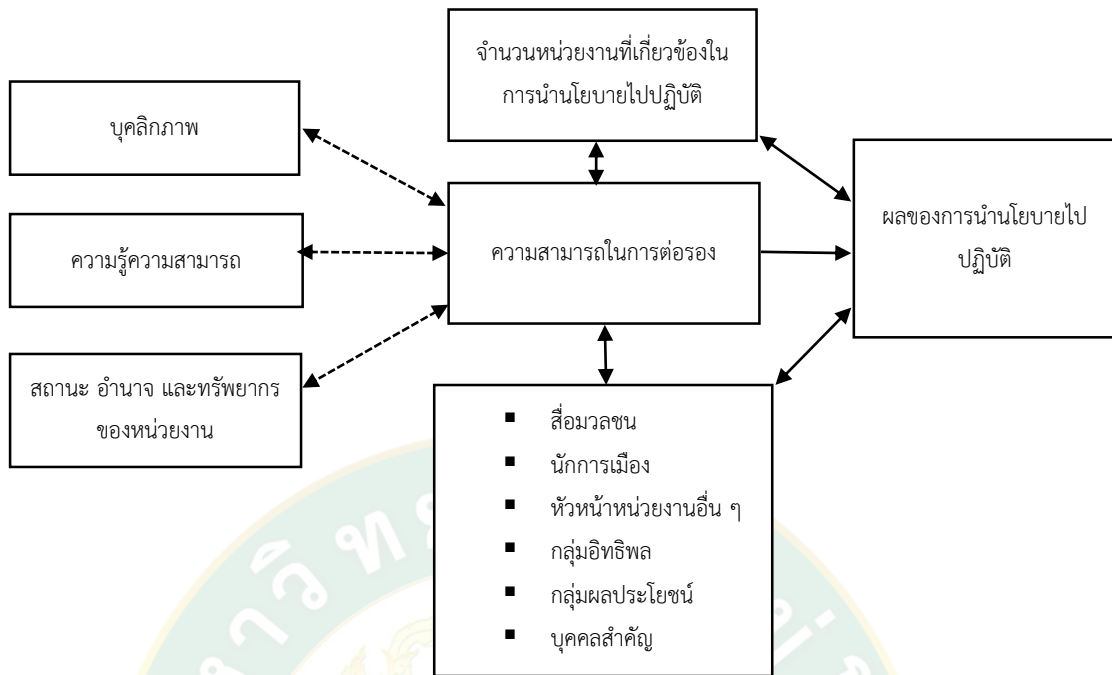 จำนวนหน่วยงานที่เกี่ยวข้องใน
การนำนโยบายไปปฏิบัติ
บุคลิกภาพ
ผลของการนำนโยบายไป
ปฏิบัติ
ความรู้ความสามารถ
ความสามารถในการต่อรอง
สถานะ อำนาจ และทรัพยากร
ของหน่วยงาน
▪ สื่อมวลชน
▪ นักการเมือง
▪ หัวหน้าหน่วยงานอื่น ๆ
▪ กลุ่มอิทธิพล
▪ กลุ่มผลประโยชน์
▪ บุคคลสำคัญ